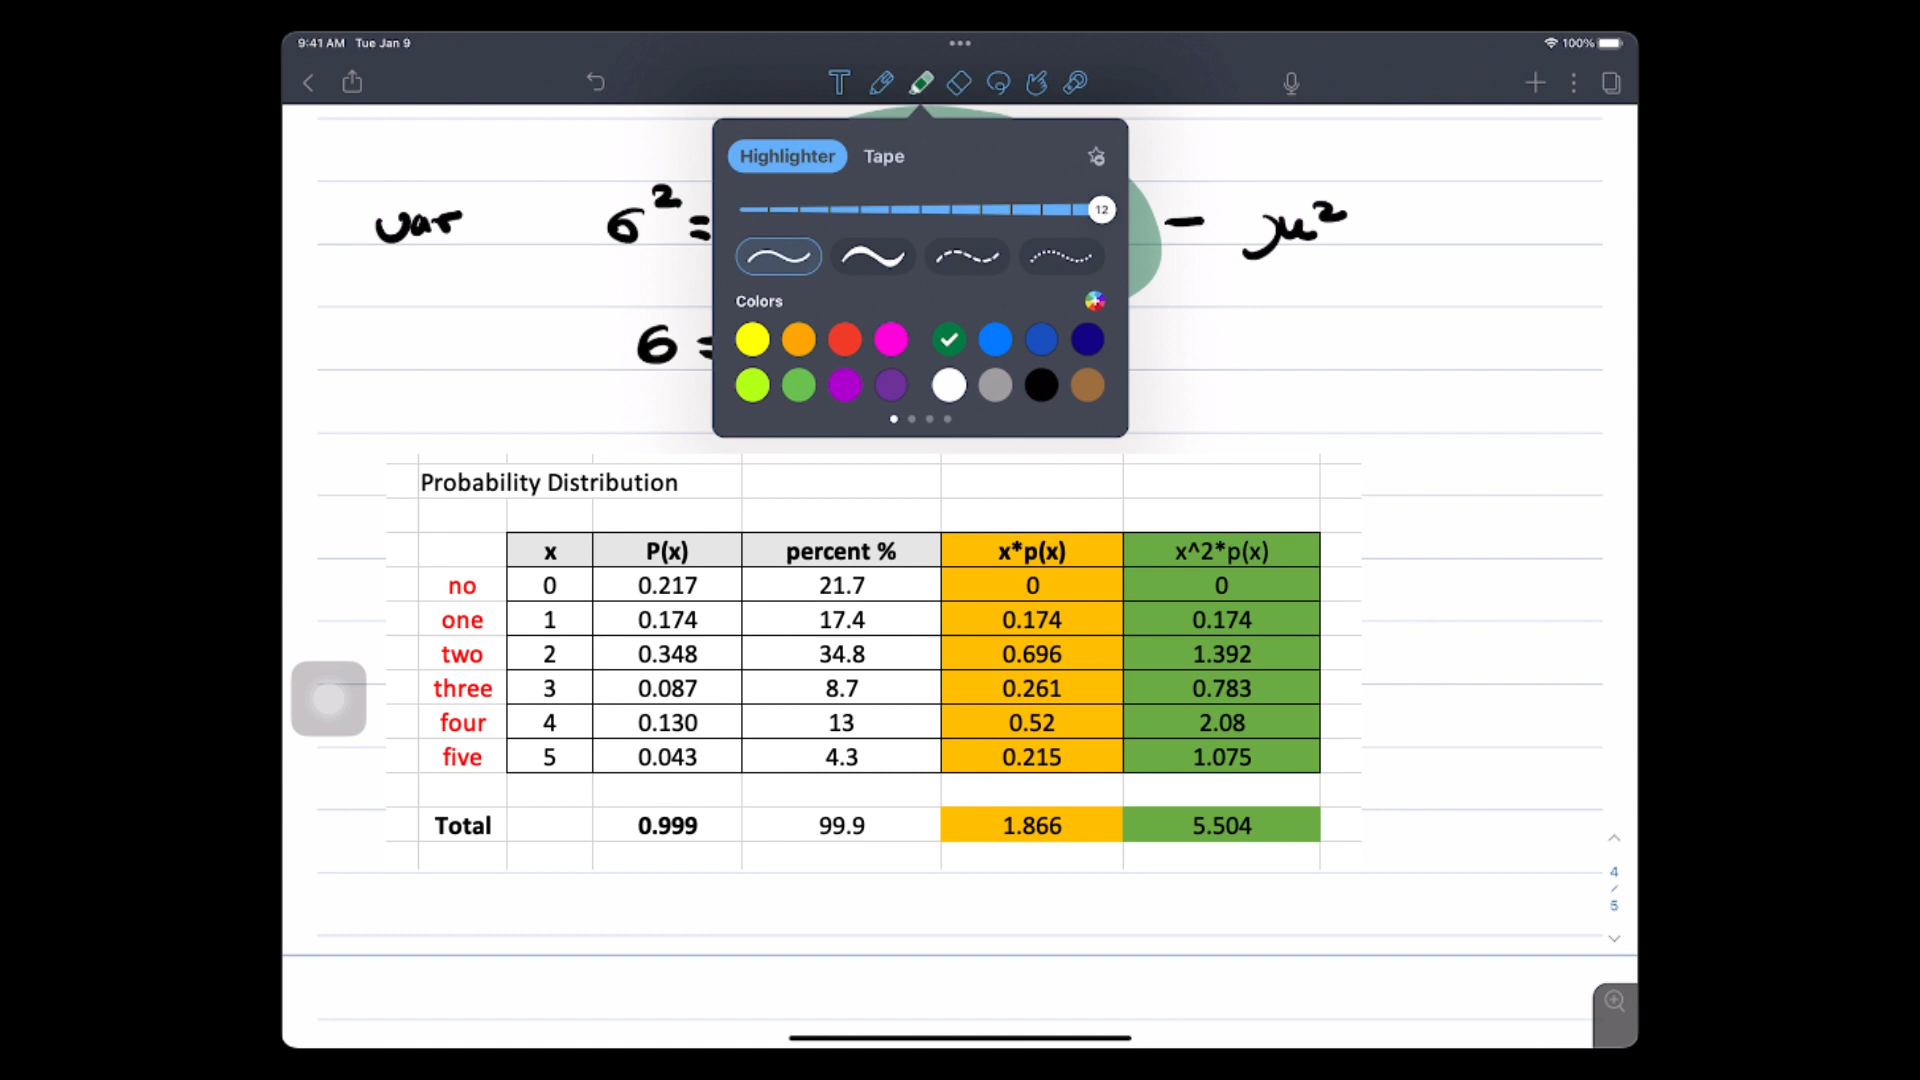 9:41 AM Tue Jan 9
100%
T
Highlighter Tape
12
var σ² = - μ²
σ =
Colors
Probability Distribution
x P(x) percent % x*p(x) x^2*p(x)
no 0 0.217 21.7 0 0
one 1 0.174 17.4 0.174 0.174
two 2 0.348 34.8 0.696 1.392
three 3 0.087 8.7 0.261 0.783
four 4 0.130 13 0.52 2.08
five 5 0.043 4.3 0.215 1.075
Total 0.999 99.9 1.866 5.504
4
/
5